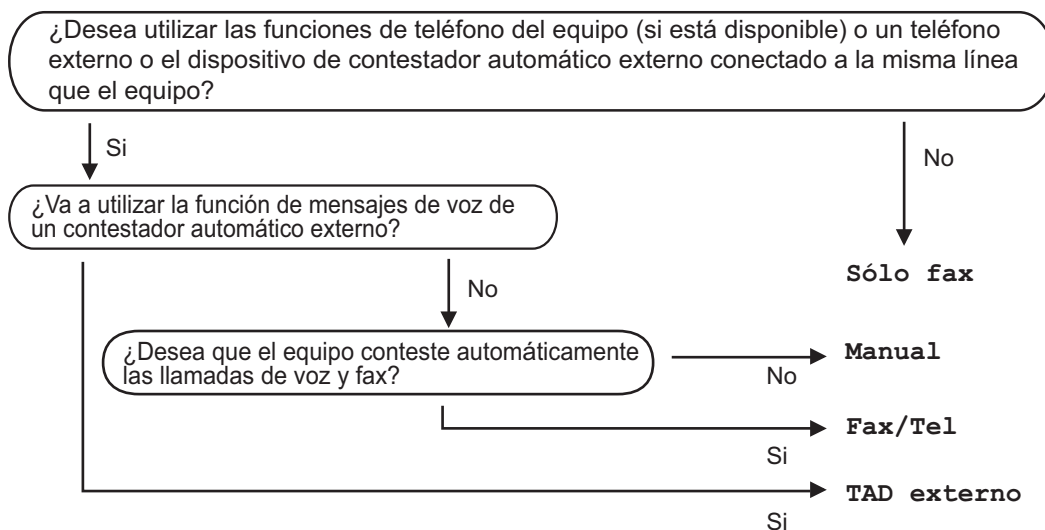 ¿Desea utilizar las funciones de teléfono del equipo (si está disponible) o un teléfono
externo o el dispositivo de contestador automático externo conectado a la misma línea
que el equipo?
Si
No
¿Va a utilizar la función de mensajes de voz de
un contestador automático externo?
Sólo fax
No
¿Desea que el equipo conteste automáticamente
las llamadas de voz y fax?
No
Manual
Si
Fax/Tel
Si
TAD externo